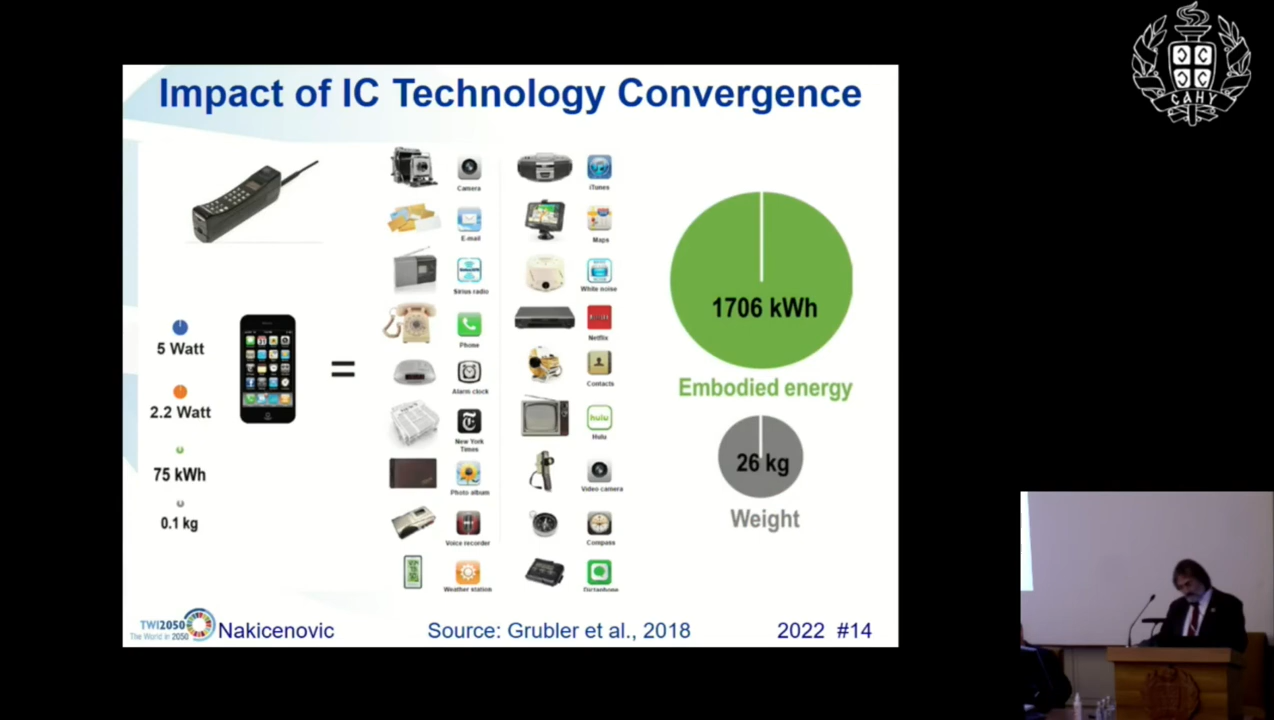 Impact of IC Technology Convergence
САНУ
5 Watt
2.2 Watt
75 kWh
0.1 kg
=
Camera
E-mail
Sirius radio
Phone
Alarm clock
New York
Times
Photo album
Voice recorder
Weather station
iTunes
Maps
White noise
Netflix
Contacts
hulu
Hulu
Video camera
Compass
Dictaphone
1706 kWh
Embodied energy
26 kg
Weight
TWI2050
The World in 2050
Nakicenovic
Source: Grubler et al., 2018
2022 #14